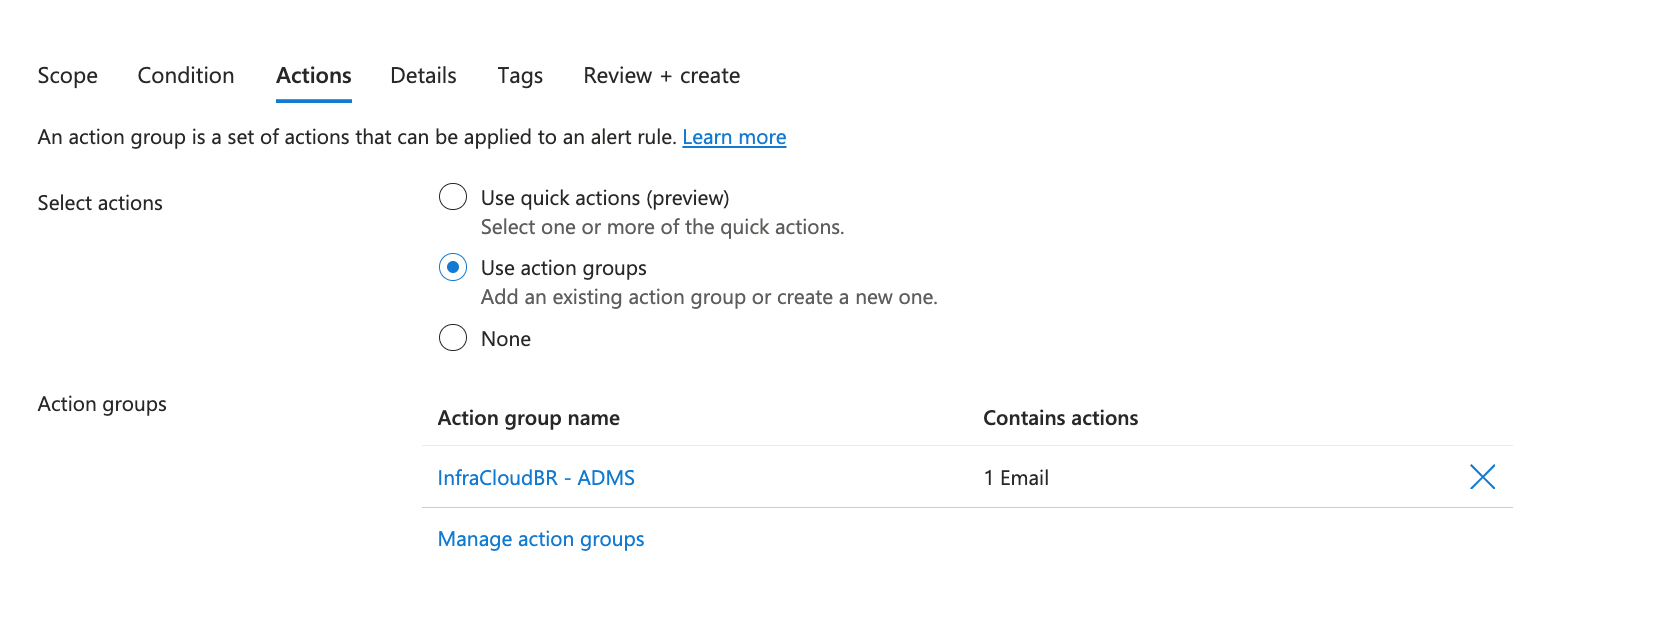 Scope Condition Actions Details Tags Review + create
An action group is a set of actions that can be applied to an alert rule. Learn more
Select actions
Use quick actions (preview)
Select one or more of the quick actions.
Use action groups
Add an existing action group or create a new one.
None
Action groups
Action group name Contains actions
InfraCloudBR - ADMS 1 Email
Manage action groups